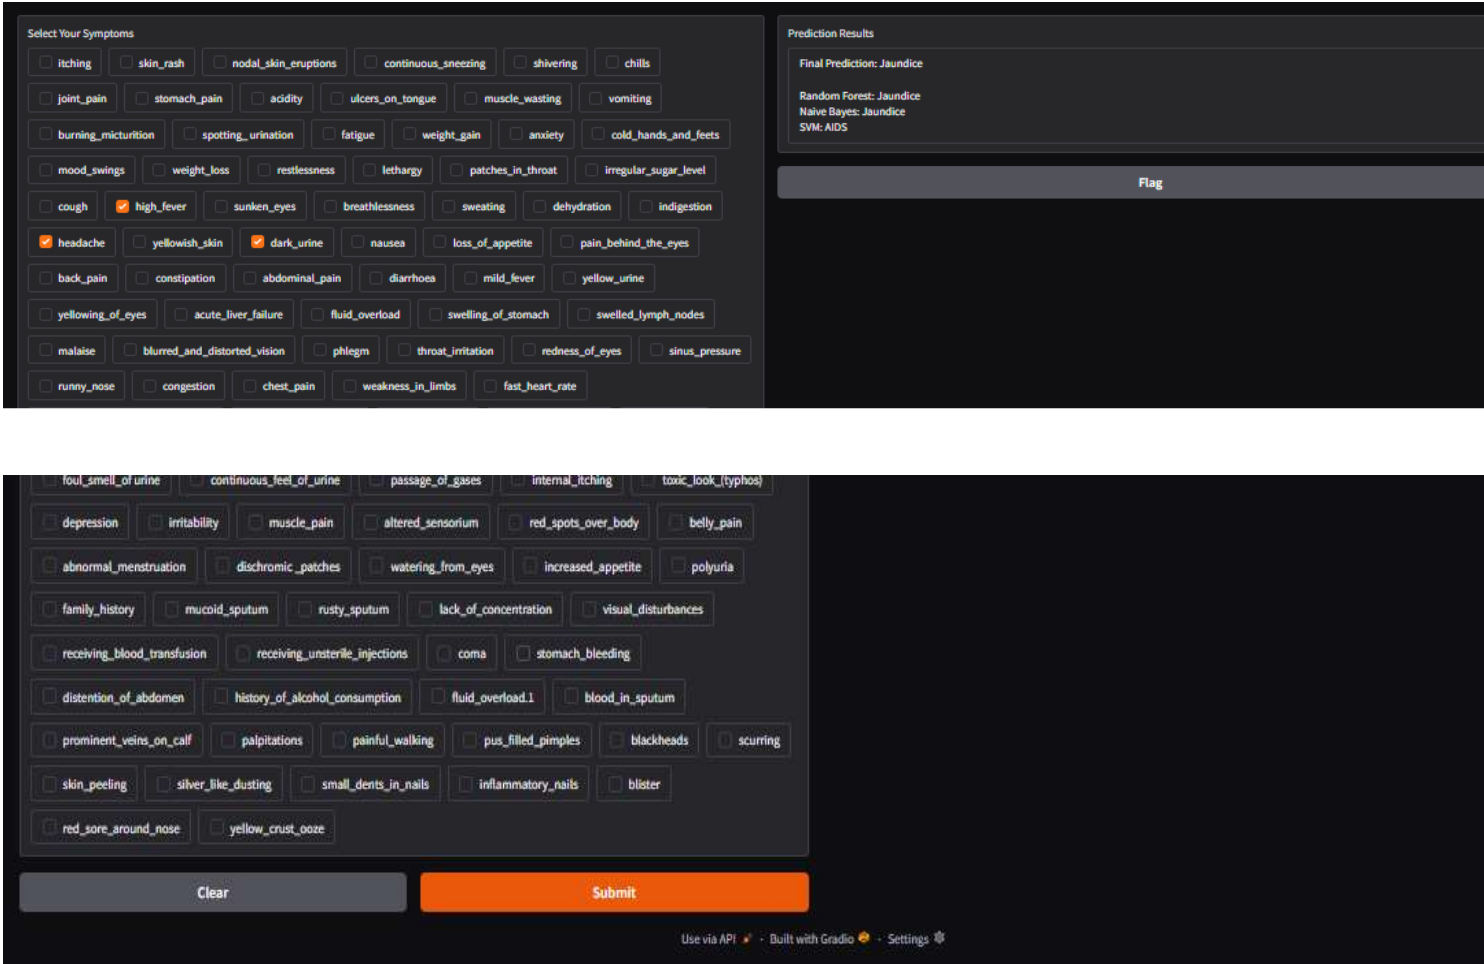 Select Your Symptoms
itching skin_rash nodal_skin_eruptions continuous_sneezing shivering chills
joint_pain stomach_pain acidity ulcers_on_tongue muscle_wasting vomiting
burning_micturition spotting_urination fatigue weight_gain anxiety cold_hands_and_feets
mood_swings weight_loss restlessness lethargy patches_in_throat irregular_sugar_level
cough high_fever sunken_eyes breathlessness sweating dehydration indigestion
headache yellowish_skin dark_urine nausea loss_of_appetite pain_behind_the_eyes
back_pain constipation abdominal_pain diarrhoea mild_fever yellow_urine
yellowing_of_eyes acute_liver_failure fluid_overload swelling_of_stomach swelled_lymph_nodes
malaise blurred_and_distorted_vision phlegm throat_irritation redness_of_eyes sinus_pressure
runny_nose congestion chest_pain weakness_in_limbs fast_heart_rate
Prediction Results
Final Prediction: Jaundice
Random Forest: Jaundice
Naive Bayes: Jaundice
SVM: AIDS
Flag
foul_smell_of urine continuous_feel_of_urine passage_of_gases internal_itching toxic_look_(typhos)
depression irritability muscle_pain altered_sensorium red_spots_over_body belly_pain
abnormal_menstruation dischromic _patches watering_from_eyes increased_appetite polyuria
family_history mucoid_sputum rusty_sputum lack_of_concentration visual_disturbances
receiving_blood_transfusion receiving_unsterile_injections coma stomach_bleeding
distention_of_abdomen history_of_alcohol_consumption fluid_overload.1 blood_in_sputum
prominent_veins_on_calf palpitations painful_walking pus_filled_pimples blackheads scurring
skin_peeling silver_like_dusting small_dents_in_nails inflammatory_nails blister
red_sore_around_nose yellow_crust_ooze
Clear Submit
Use via API · Built with Gradio · Settings